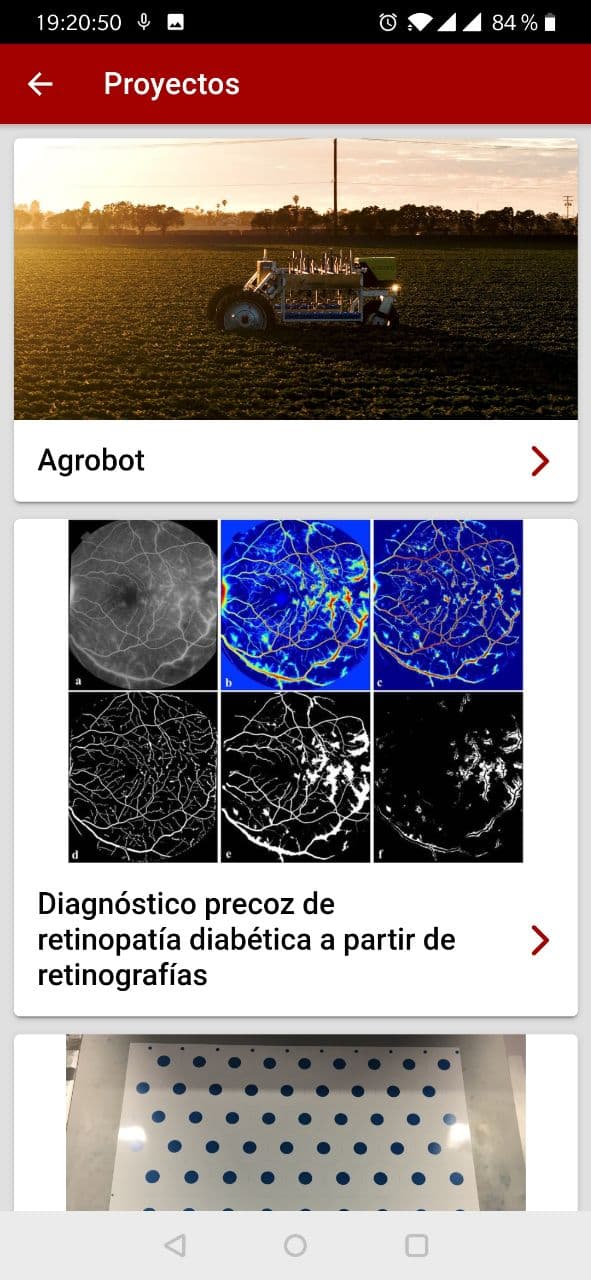 19:20:50
84 %
Proyectos
Agrobot
a
b
c
d
e
f
Diagnóstico precoz de
retinopatía diabética a partir de
retinografías